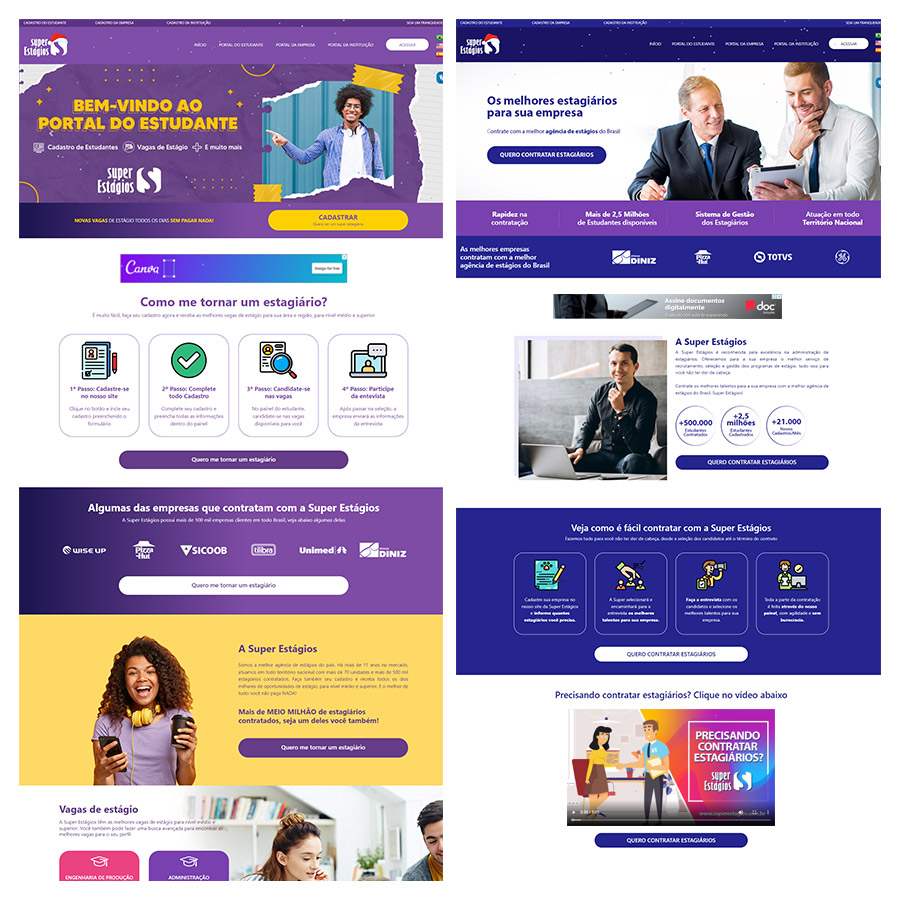 CADASTRO DO ESTUDANTE
CADASTRO DA EMPRESA
CADASTRO DA INSTITUIÇÃO
SEJA UM FRANQUEADO
super Estágios
INÍCIO
PORTAL DO ESTUDANTE
PORTAL DA EMPRESA
PORTAL DA INSTITUIÇÃO
ACESSAR
BEM-VINDO AO
PORTAL DO ESTUDANTE
Cadastro de Estudantes
Vagas de Estágio
E muito mais
super
Estágios
NOVAS VAGAS DE ESTÁGIO TODOS OS DIAS SEM PAGAR NADA!
CADASTRAR
Quero ser um super estagiário
Canva
Design for free
Como me tornar um estagiário?
É muito fácil, faça seu cadastro agora e receba as melhores vagas de estágio para sua área e região, para nível médio e superior
1º Passo: Cadastre-se
no nosso site
Clique no botão e inicie seu
cadastro preenchendo o
formulário
2º Passo: Complete
todo Cadastro
Complete seu cadastro e
preencha todas as informações
dentro do painel
3º Passo: Candidate-se
nas vagas
No painel do estudante,
candidate-se nas vagas
disponíveis para você
4º Passo: Participe
da entevista
Após passar na seleção, a
empresa enviará as informações
da entrevista
Quero me tornar um estagiário
Algumas das empresas que contratam com a Super Estágios
A Super Estágios possui mais de 100 mil empresas clientes em todo Brasil, veja abaixo algumas delas
WISE UP
Pizza Hut
SICOOB
tilibra
Unimed
DINIZ
Quero me tornar um estagiário
A Super Estágios
Somos a melhor agência de estágios do país. Há mais de 11 anos no mercado,
atuamos em todo território nacional com mais de 70 unidades e mais de 500 mil
estagiários contratados. Faça também seu cadastro e receba todos os dias
milhares de oportunidades de estágio, para nível médio e superior. E o melhor de
tudo: você não paga NADA!
Mais de MEIO MILHÃO de estagiários
contratados, seja um deles você também!
Quero me tornar um estagiário
Vagas de estágio
A Super Estágios têm as melhores vagas de estágio para nível médio e
superior. Você também pode fazer uma busca avançada para encontrar as
melhores vagas para o seu perfil!
ENGENHARIA DE PRODUÇÃO
ADMINISTRAÇÃO
CADASTRO DO ESTUDANTE
CADASTRO DA EMPRESA
CADASTRO DA INSTITUIÇÃO
SEJA UM FRANQUEADO
super Estágios
INÍCIO
PORTAL DO ESTUDANTE
PORTAL DA EMPRESA
PORTAL DA INSTITUIÇÃO
ACESSAR
Os melhores estagiários
para sua empresa
Contrate com a melhor agência de estágios do Brasil
QUERO CONTRATAR ESTAGIÁRIOS
Rapidez na
contratação
Mais de 2,5 Milhões
de Estudantes disponíveis
Sistema de Gestão
dos Estagiários
Atuação em todo
Território Nacional
As melhores empresas
contratam com a melhor
agência de estágios do Brasil
DINIZ
Pizza Hut
TOTVS
GE
Assine documentos
digitalmente
doc
A Super Estágios
A Super Estágios é reconhecida pela excelência na administração de
estagiários. Oferecemos para a sua empresa o melhor serviço de
recrutamento, seleção e gestão dos programas de estágio, tudo isso para
você não ter dor de cabeça.
Contrate os melhores talentos para a sua empresa com a melhor agência de
estágios do Brasil: Super Estágios!
+500.000
Estudantes
Contratados
+2,5
milhões
Estudantes
Cadastrados
+21.000
Novos
Cadastros/Mês
QUERO CONTRATAR ESTAGIÁRIOS
Veja como é fácil contratar com a Super Estágios
Fazemos tudo para você não ter dor de cabeça, desde a seleção dos candidatos até o término do contrato
Cadastre sua empresa no
nosso site da Super Estágios
e informe quantos
estagiários você precisa.
A Super selecionará e
encaminhará para a
entrevista os melhores
talentos para sua empresa.
Faça a entrevista com os
candidatos e selecione os
melhores talentos para sua
empresa.
Toda a parte da contratação
é feita através do nosso
painel, com agilidade e sem
burocracia.
QUERO CONTRATAR ESTAGIÁRIOS
Precisando contratar estagiários? Clique no vídeo abaixo
PRECISANDO
CONTRATAR
ESTAGIÁRIOS?
super
Estágios
www.superestagios.com.br
QUERO CONTRATAR ESTAGIÁRIOS